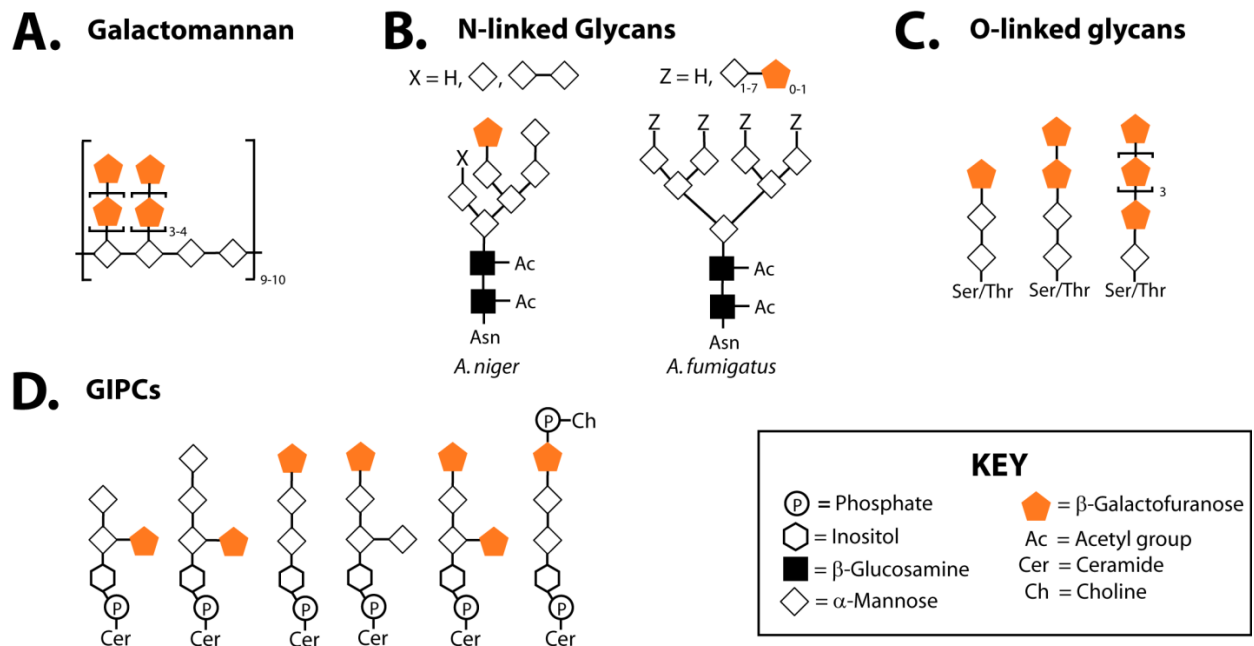 A. Galactomannan
3-4
9-10
B. N-linked Glycans
X = H, ,
Z = H,
1-7
0-1
X
Z Z Z Z
Ac
Ac
Asn
A. niger
Ac
Ac
Asn
A. fumigatus
C. O-linked glycans
3
Ser/Thr Ser/Thr Ser/Thr
D. GIPCs
P Ch
P P P P P P
Cer Cer Cer Cer Cer Cer
KEY
P = Phosphate
= Inositol
= β-Glucosamine
= α-Mannose
= β-Galactofuranose
Ac = Acetyl group
Cer = Ceramide
Ch = Choline